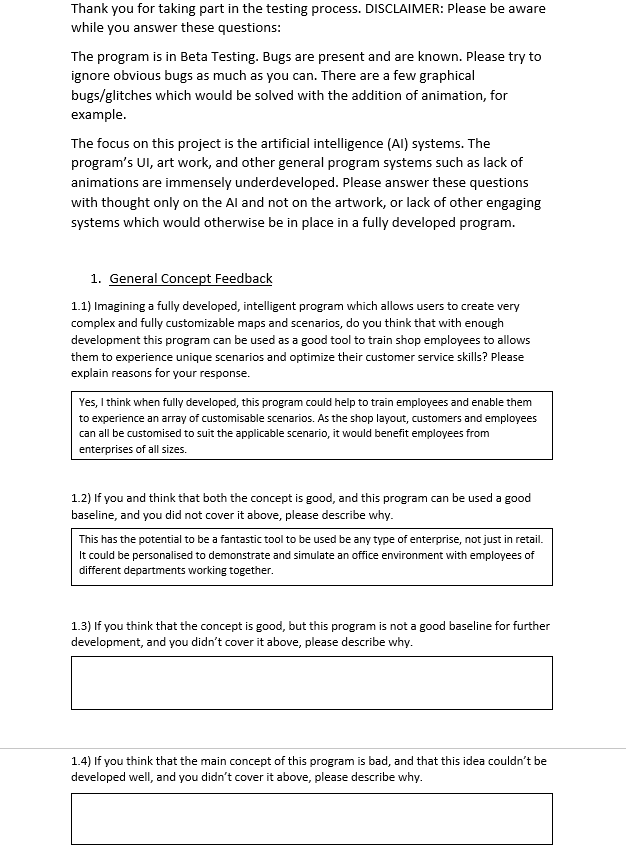 Thank you for taking part in the testing process. DISCLAIMER: Please be aware
while you answer these questions:
The program is in Beta Testing. Bugs are present and are known. Please try to
ignore obvious bugs as much as you can. There are a few graphical
bugs/glitches which would be solved with the addition of animation, for
example.
The focus on this project is the artificial intelligence (AI) systems. The
program's UI, art work, and other general program systems such as lack of
animations are immensely underdeveloped. Please answer these questions
with thought only on the AI and not on the artwork, or lack of other engaging
systems which would otherwise be in place in a fully developed program.
1. General Concept Feedback
1.1) Imagining a fully developed, intelligent program which allows users to create very
complex and fully customizable maps and scenarios, do you think that with enough
development this program can be used as a good tool to train shop employees to allows
them to experience unique scenarios and optimize their customer service skills? Please
explain reasons for your response.
Yes, I think when fully developed, this program could help to train employees and enable them
to experience an array of customisable scenarios. As the shop layout, customers and employees
can all be customised to suit the applicable scenario, it would benefit employees from
enterprises of all sizes.
1.2) If you and think that both the concept is good, and this program can be used a good
baseline, and you did not cover it above, please describe why.
This has the potential to be a fantastic tool to be used be any type of enterprise, not just in retail.
It could be personalised to demonstrate and simulate an office environment with employees of
different departments working together.
1.3) If you think that the concept is good, but this program is not a good baseline for further
development, and you didn't cover it above, please describe why.
1.4) If you think that the main concept of this program is bad, and that this idea couldn't be
developed well, and you didn't cover it above, please describe why.